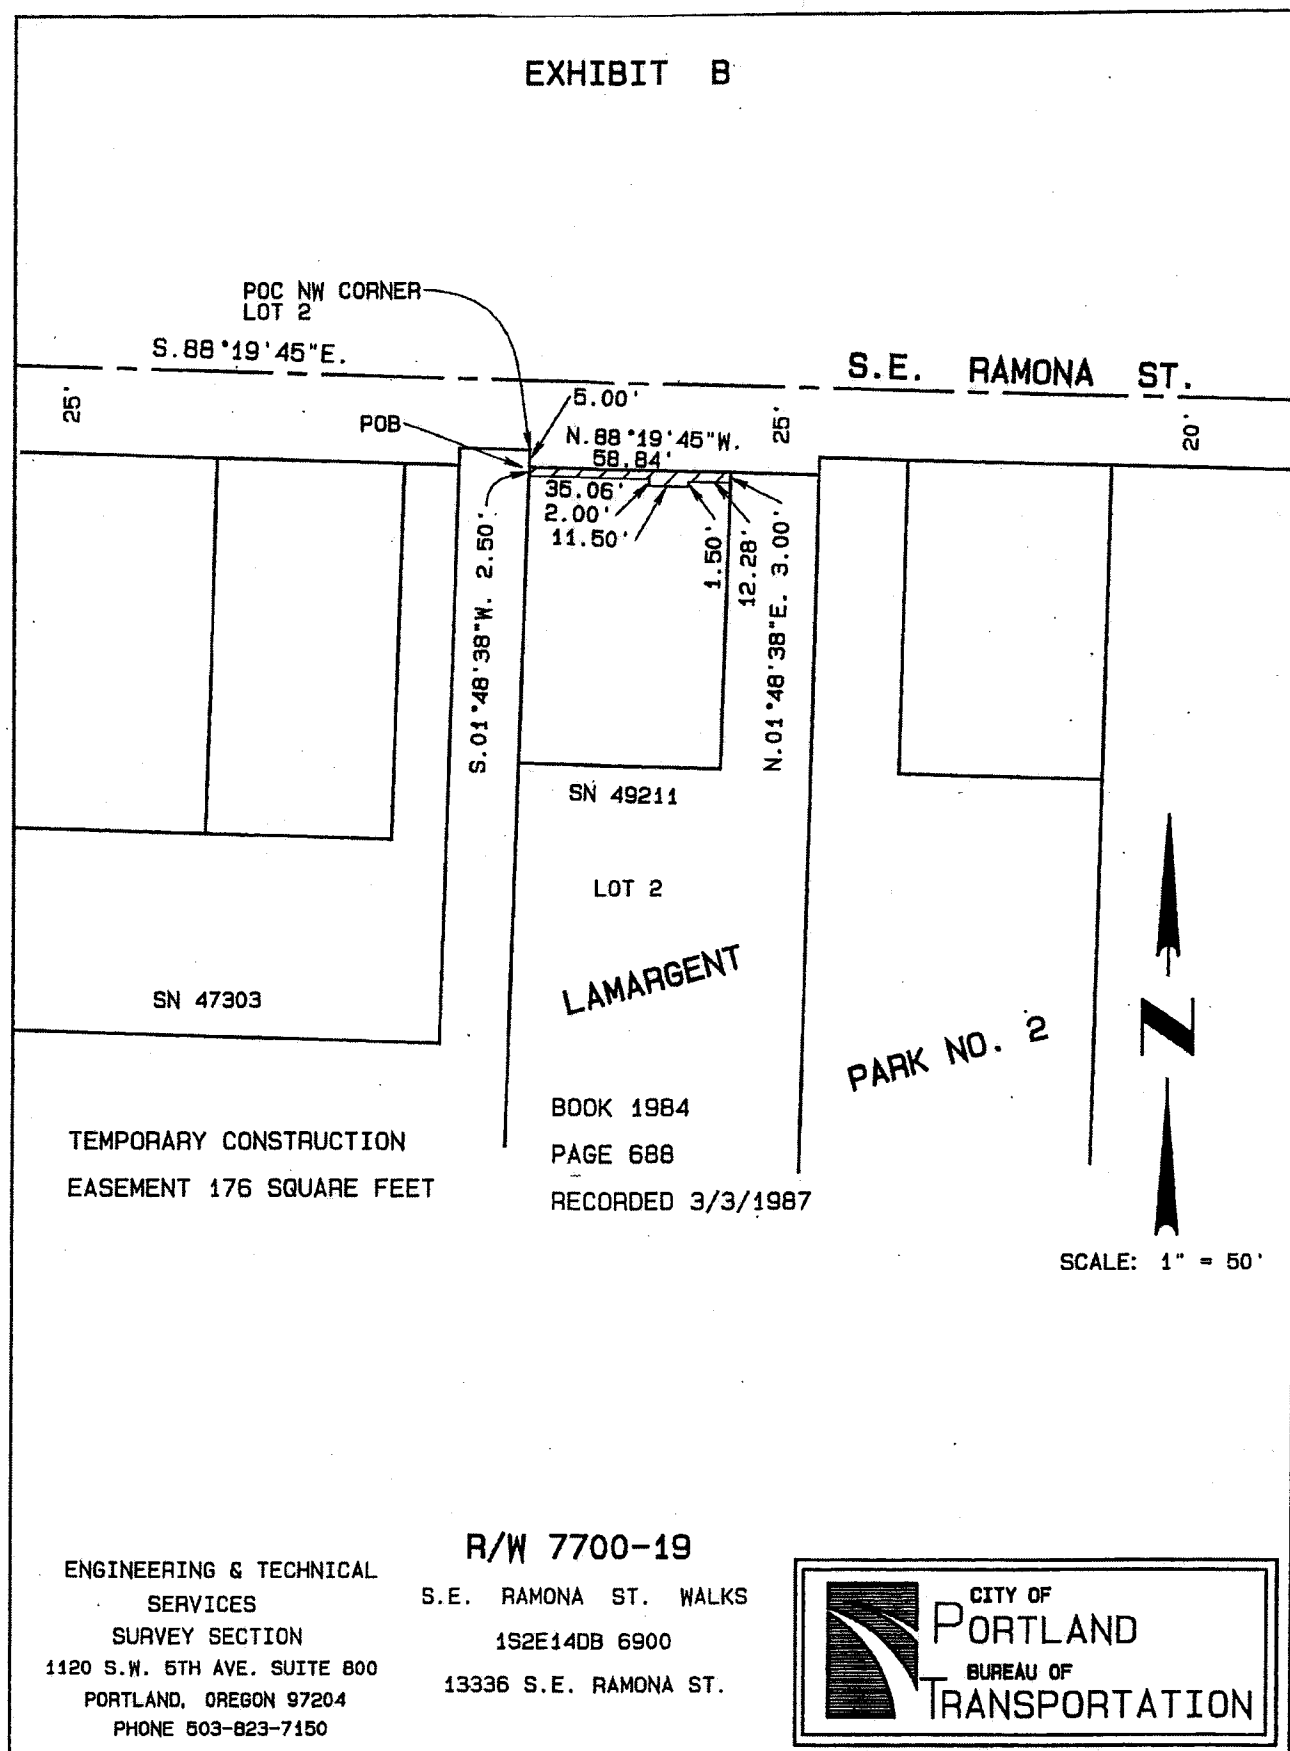 EXHIBIT B
POC NW CORNER
LOT 2
S.88°19'45"E.
S.E. RAMONA ST.
25'
5.00'
25'
20'
POB
N.88°19'45"W.
58.84'
35.06'
2.00'
11.50'
S.01°48'38"W. 2.50'
1.50'
12.28'
N.01°48'38"E. 3.00'
SN 49211
LOT 2
LAMARGENT
SN 47303
PARK NO. 2
N
BOOK 1984
TEMPORARY CONSTRUCTION
PAGE 688
EASEMENT 176 SQUARE FEET
RECORDED 3/3/1987
SCALE: 1" = 50'
R/W 7700-19
ENGINEERING & TECHNICAL
SERVICES
SURVEY SECTION
1120 S.W. 5TH AVE. SUITE 800
PORTLAND, OREGON 97204
PHONE 503-823-7150
S.E. RAMONA ST. WALKS
1S2E14DB 6900
13336 S.E. RAMONA ST.
CITY OF
PORTLAND
BUREAU OF
TRANSPORTATION